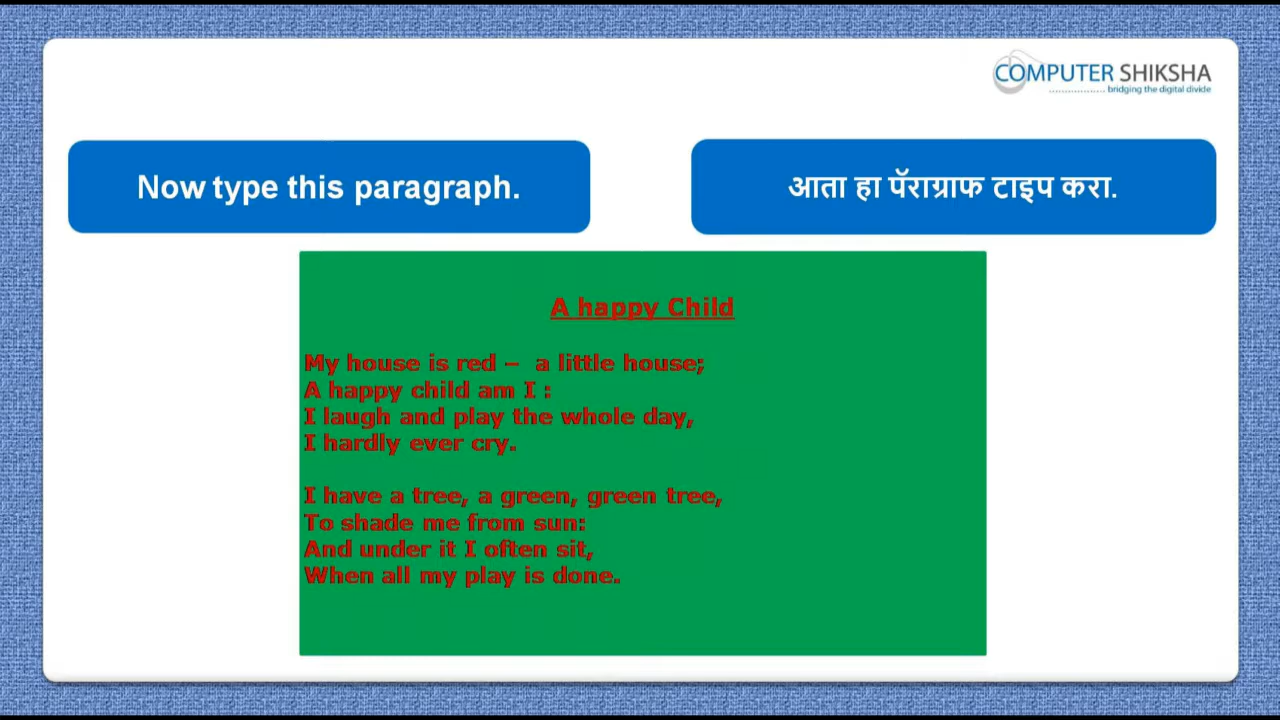 COMPUTER SHIKSHA
bridging the digital divide
Now type this paragraph.
आता हा पॅराग्राफ टाइप करा.
A happy Child
My house is red – a little house;
A happy child am I :
I laugh and play the whole day,
I hardly ever cry.
I have a tree, a green, green tree,
To shade me from sun:
And under it I often sit,
When all my play is done.